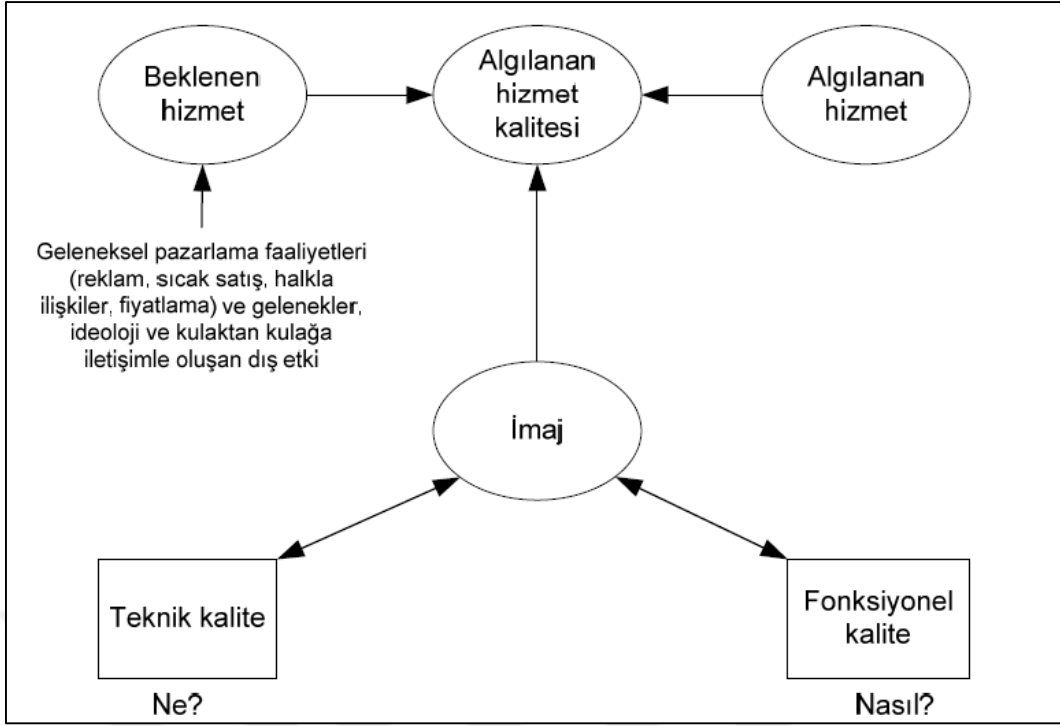 Beklenen
hizmet
Algılanan
hizmet
kalitesi
Algılanan
hizmet
Geleneksel pazarlama faaliyetleri
(reklam, sıcak satış, halkla
ilişkiler, fiyatlama) ve gelenekler,
ideoloji ve kulaktan kulağa
iletişimle oluşan dış etki
İmaj
Teknik kalite
Fonksiyonel
kalite
Ne?
Nasıl?